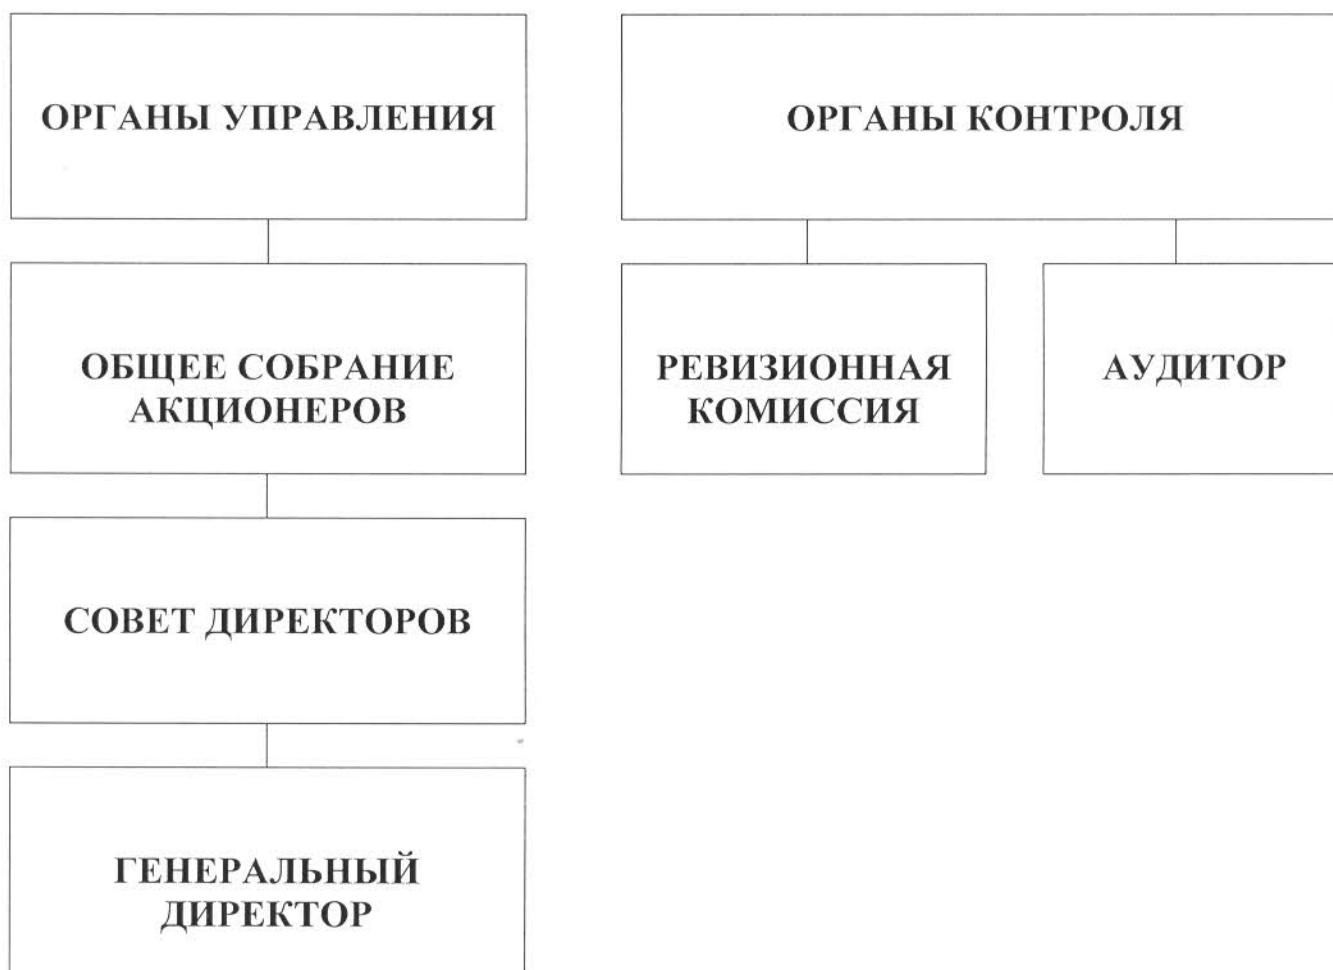 ОРГАНЫ УПРАВЛЕНИЯ
ОРГАНЫ КОНТРОЛЯ
ОБЩЕЕ СОБРАНИЕ
АКЦИОНЕРОВ
РЕВИЗИОННАЯ
КОМИССИЯ
АУДИТОР
СОВЕТ ДИРЕКТОРОВ
ГЕНЕРАЛЬНЫЙ
ДИРЕКТОР